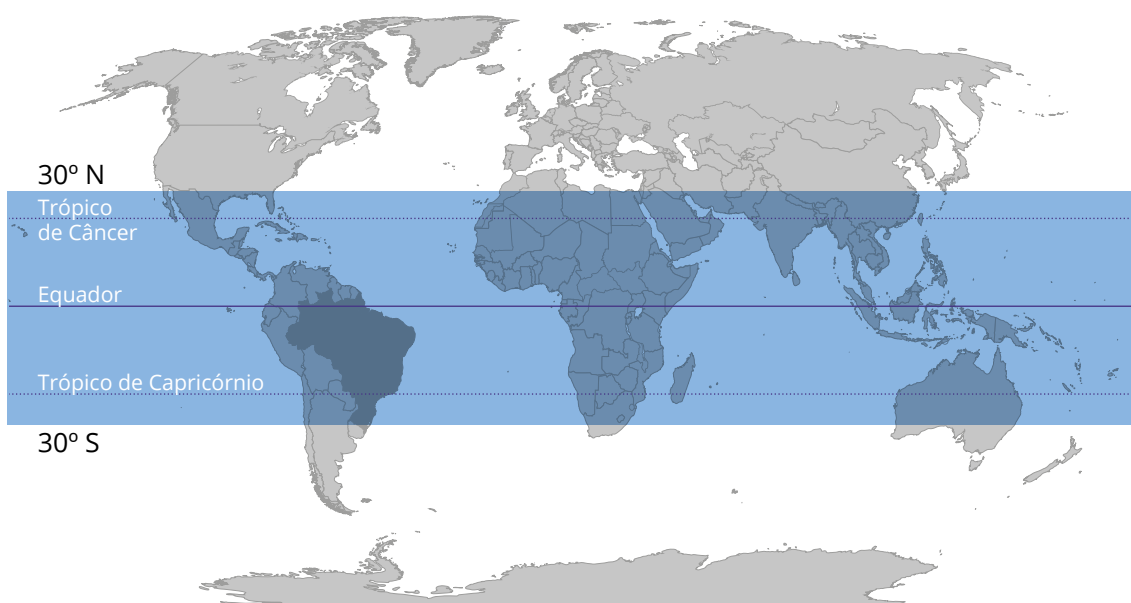 30º N
Trópico
de Câncer
Equador
Trópico de Capricórnio
30º S